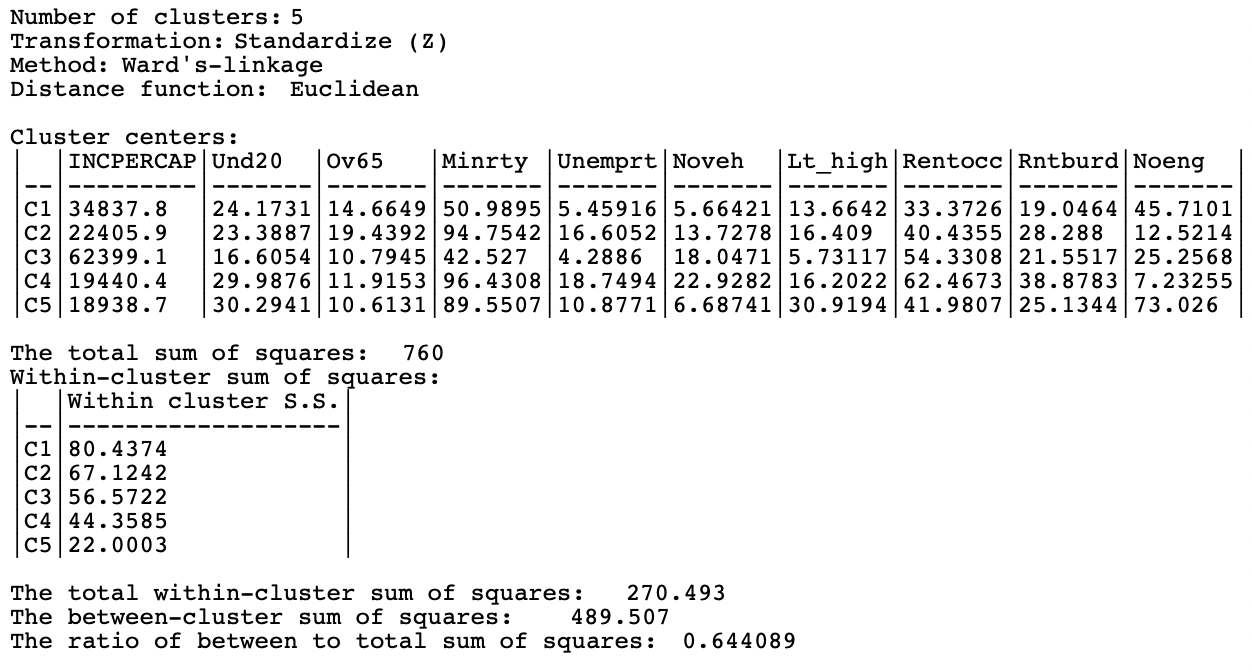 Number of clusters: 5
Transformation: Standardize (Z)
Method: Ward's-linkage
Distance function: Euclidean
Cluster centers:
|  |INCPERCAP|Und20  |Ov65   |Minrty |Unemprt|Noveh  |Lt_high|Rentocc|Rntburd|Noeng  |
|--|---------|-------|-------|-------|-------|-------|-------|-------|-------|-------|
|C1|34837.8  |24.1731|14.6649|50.9895|5.45916|5.66421|13.6642|33.3726|19.0464|45.7101|
|C2|22405.9  |23.3887|19.4392|94.7542|16.6052|13.7278|16.409 |40.4355|28.288 |12.5214|
|C3|62399.1  |16.6054|10.7945|42.527 |4.2886 |18.0471|5.73117|54.3308|21.5517|25.2568|
|C4|19440.4  |29.9876|11.9153|96.4308|18.7494|22.9282|16.2022|62.4673|38.8783|7.23255|
|C5|18938.7  |30.2941|10.6131|89.5507|10.8771|6.68741|30.9194|41.9807|25.1344|73.026 |
The total sum of squares: 760
Within-cluster sum of squares:
|  |Within cluster S.S.|
|--|-------------------|
|C1|80.4374            |
|C2|67.1242            |
|C3|56.5722            |
|C4|44.3585            |
|C5|22.0003            |
The total within-cluster sum of squares: 270.493
The between-cluster sum of squares: 489.507
The ratio of between to total sum of squares: 0.644089